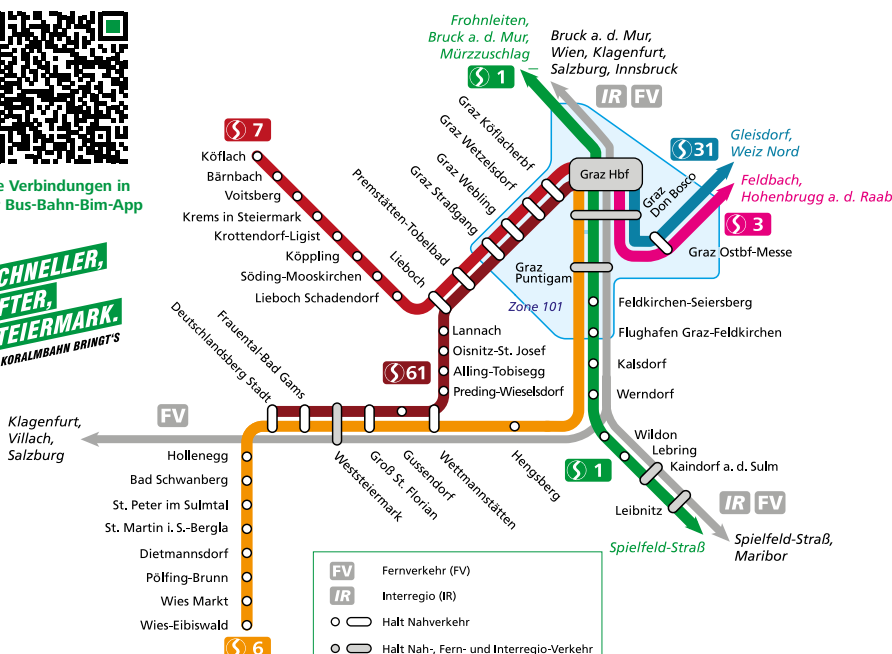 e Verbindungen in
Bus-Bahn-Bim-App
CHNELLER,
FTER,
TEIERMARK.
KORALMBAHN BRINGT'S
Frohnleiten,
Bruck a. d. Mur,
Mürzzuschlag
S 1
Bruck a. d. Mur,
Wien, Klagenfurt,
Salzburg, Innsbruck
IR FV
S 7
Köflach
Bärnbach
Voitsberg
Krems in Steiermark
Krottendorf-Ligist
Köppling
Söding-Mooskirchen
Lieboch Schadendorf
Lieboch
Premstätten-Tobelbad
Graz Straßgang
Graz Webling
Graz Wetzelsdorf
Graz Köflacherbf
Graz Hbf
Graz
Don Bosco
S 31
Gleisdorf,
Weiz Nord
Feldbach,
Hohenbrugg a. d. Raab
S 3
Graz Ostbf-Messe
Graz
Puntigam
Zone 101
Feldkirchen-Seiersberg
Flughafen Graz-Feldkirchen
Kalsdorf
Werndorf
Wildon
Lebring
Kaindorf a. d. Sulm
Leibnitz
S 1
IR FV
Spielfeld-Straß
Spielfeld-Straß,
Maribor
Lannach
Oisnitz-St. Josef
Alling-Tobisegg
Preding-Wieselsdorf
S 61
Deutschlandsberg Stadt
Frauental-Bad Gams
Weststeiermark
Groß St. Florian
Gussendorf
Wettmannstätten
Hengsberg
FV
Klagenfurt,
Villach,
Salzburg
Hollenegg
Bad Schwanberg
St. Peter im Sulmtal
St. Martin i. S.-Bergla
Dietmannsdorf
Pölfing-Brunn
Wies Markt
Wies-Eibiswald
S 6
FV Fernverkehr (FV)
IR Interregio (IR)
Halt Nahverkehr
Halt Nah-, Fern- und Interregio-Verkehr